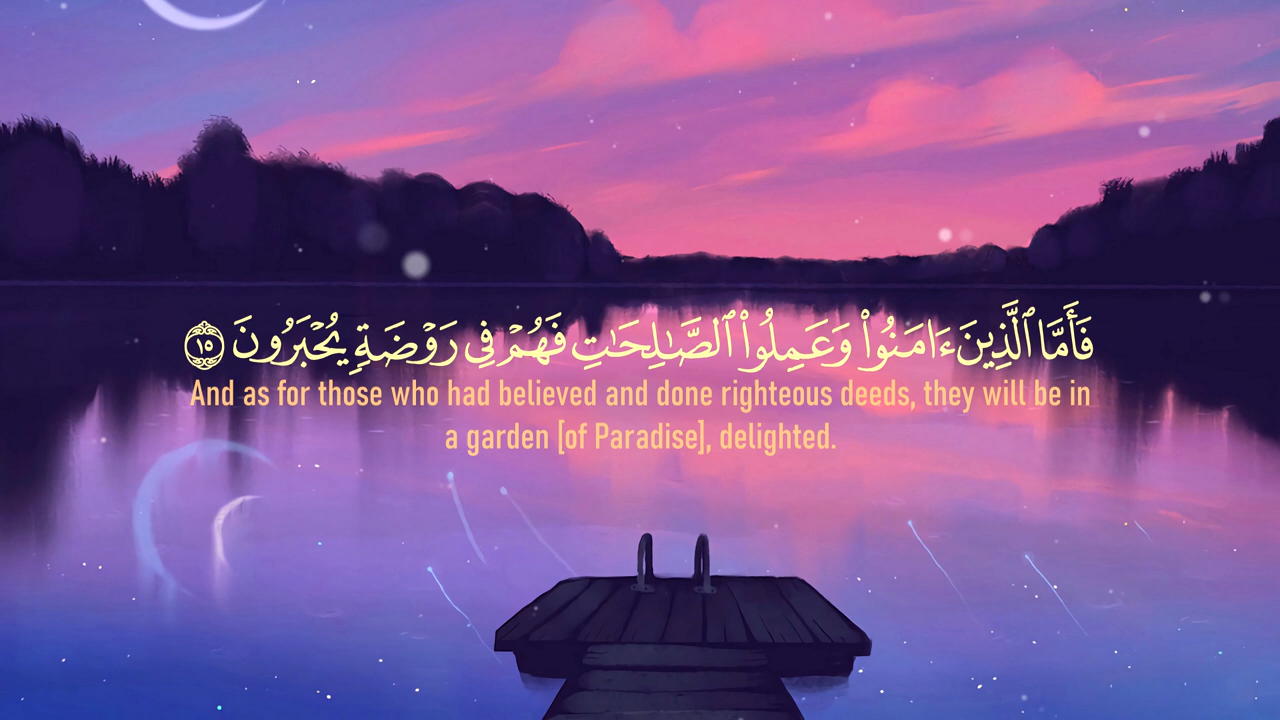 فَأَمَّا ٱلَّذِينَ ءَامَنُوا۟ وَعَمِلُوا۟ ٱلصَّـٰلِحَـٰتِ فَهُمْ فِى رَوْضَةٍ يُحْبَرُونَ ١٥
And as for those who had believed and done righteous deeds, they will be in
a garden [of Paradise], delighted.